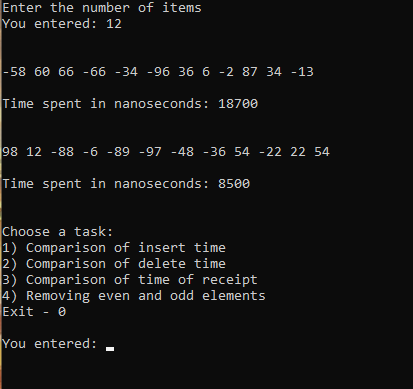 Enter the number of items
You entered: 12
-58 60 66 -66 -34 -96 36 6 -2 87 34 -13
Time spent in nanoseconds: 18700
98 12 -88 -6 -89 -97 -48 -36 54 -22 22 54
Time spent in nanoseconds: 8500
Choose a task:
1) Comparison of insert time
2) Comparison of delete time
3) Comparison of time of receipt
4) Removing even and odd elements
Exit - 0
You entered: